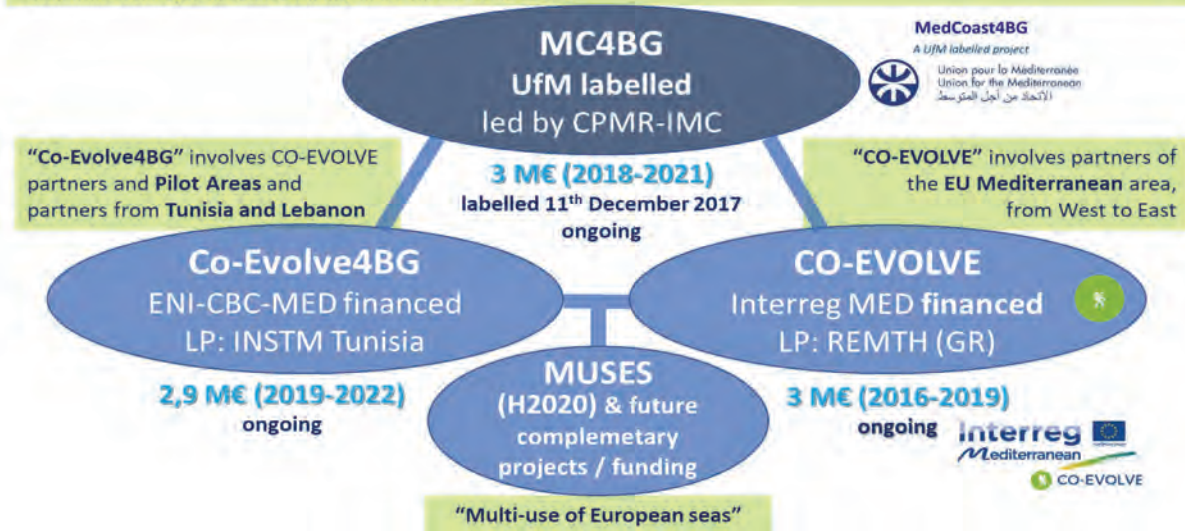 MC4BG
UfM labelled
led by CPMR-IMC
MedCoast4BG
A UfM labelled project
Union pour la Méditerranée
Union for the Mediterranean
الاتحاد من أجل المتوسط
"Co-Evolve4BG" involves CO-EVOLVE
partners and Pilot Areas and
partners from Tunisia and Lebanon
3 M€ (2018-2021)
labelled 11th December 2017
ongoing
"CO-EVOLVE" involves partners of
the EU Mediterranean area,
from West to East
Co-Evolve4BG
ENI-CBC-MED financed
LP: INSTM Tunisia
CO-EVOLVE
Interreg MED financed
LP: REMTH (GR)
2,9 M€ (2019-2022)
ongoing
MUSES
(H2020) & future
complemetary
projects / funding
3 M€ (2016-2019)
ongoing
Interreg
Mediterranean
CO-EVOLVE
"Multi-use of European seas"